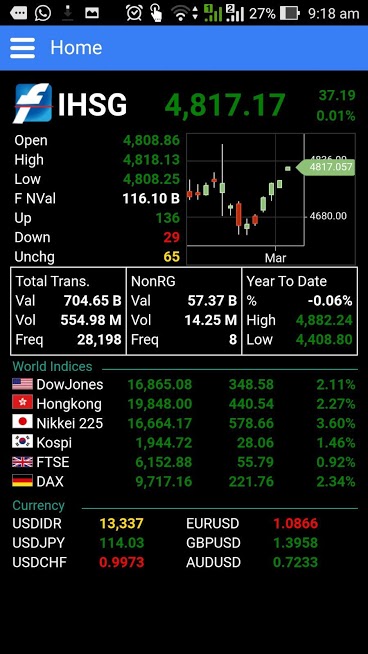 27% 9:18 am
Home
IHSG 4,817.17 37.19
0.01%
Open 4,808.86
High 4,818.13
Low 4,808.25
F NVal 116.10 B
Up 136
Down 29
Unchg 65
4817.057
4680.00
Mar
Total Trans. NonRG Year To Date
Val 704.65 B Val 57.37 B % -0.06%
Vol 554.98 M Vol 14.25 M High 4,882.24
Freq 28,198 Freq 8 Low 4,408.80
World Indices
DowJones 16,865.08 348.58 2.11%
Hongkong 19,848.00 440.54 2.27%
Nikkei 225 16,664.17 578.66 3.60%
Kospi 1,944.72 28.06 1.46%
FTSE 6,152.88 55.79 0.92%
DAX 9,717.16 221.76 2.34%
Currency
USDIDR 13,337 EURUSD 1.0866
USDJPY 114.03 GBPUSD 1.3958
USDCHF 0.9973 AUDUSD 0.7233